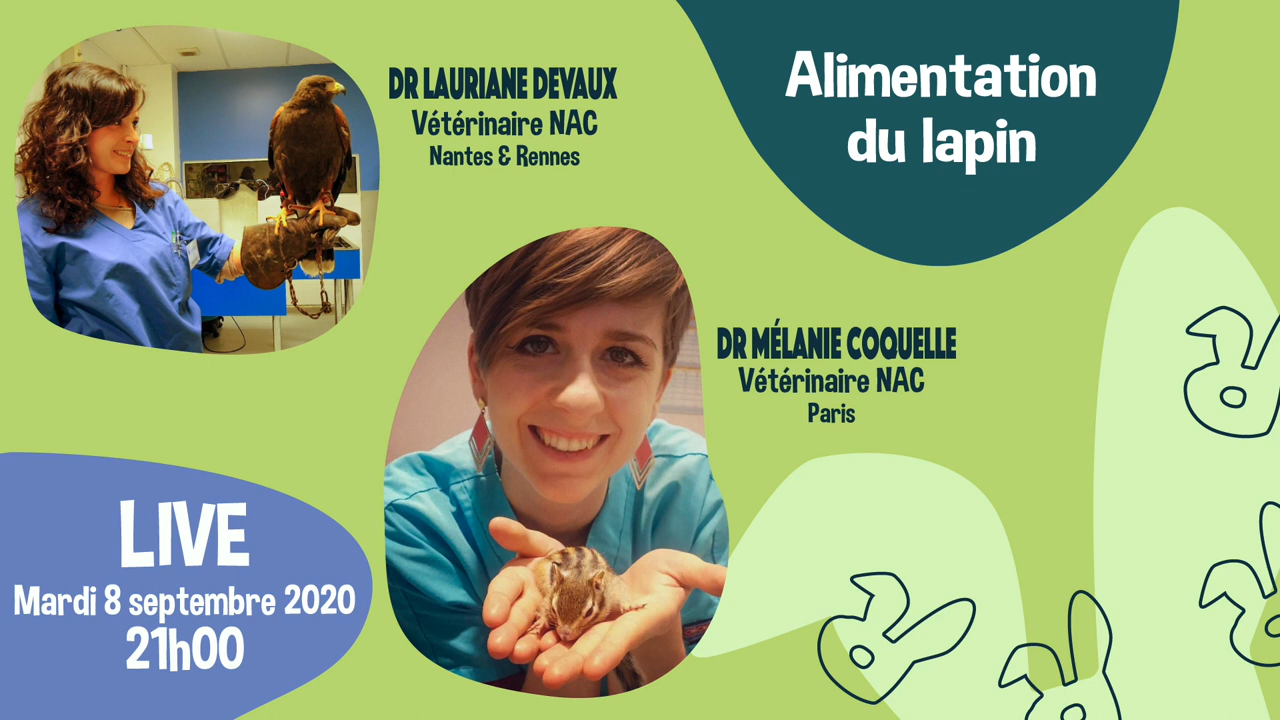 DR LAURIANE DEVAUX
Vétérinaire NAC
Nantes & Rennes
Alimentation
du lapin
DR MÉLANIE COQUELLE
Vétérinaire NAC
Paris
LIVE
Mardi 8 septembre 2020
21h00